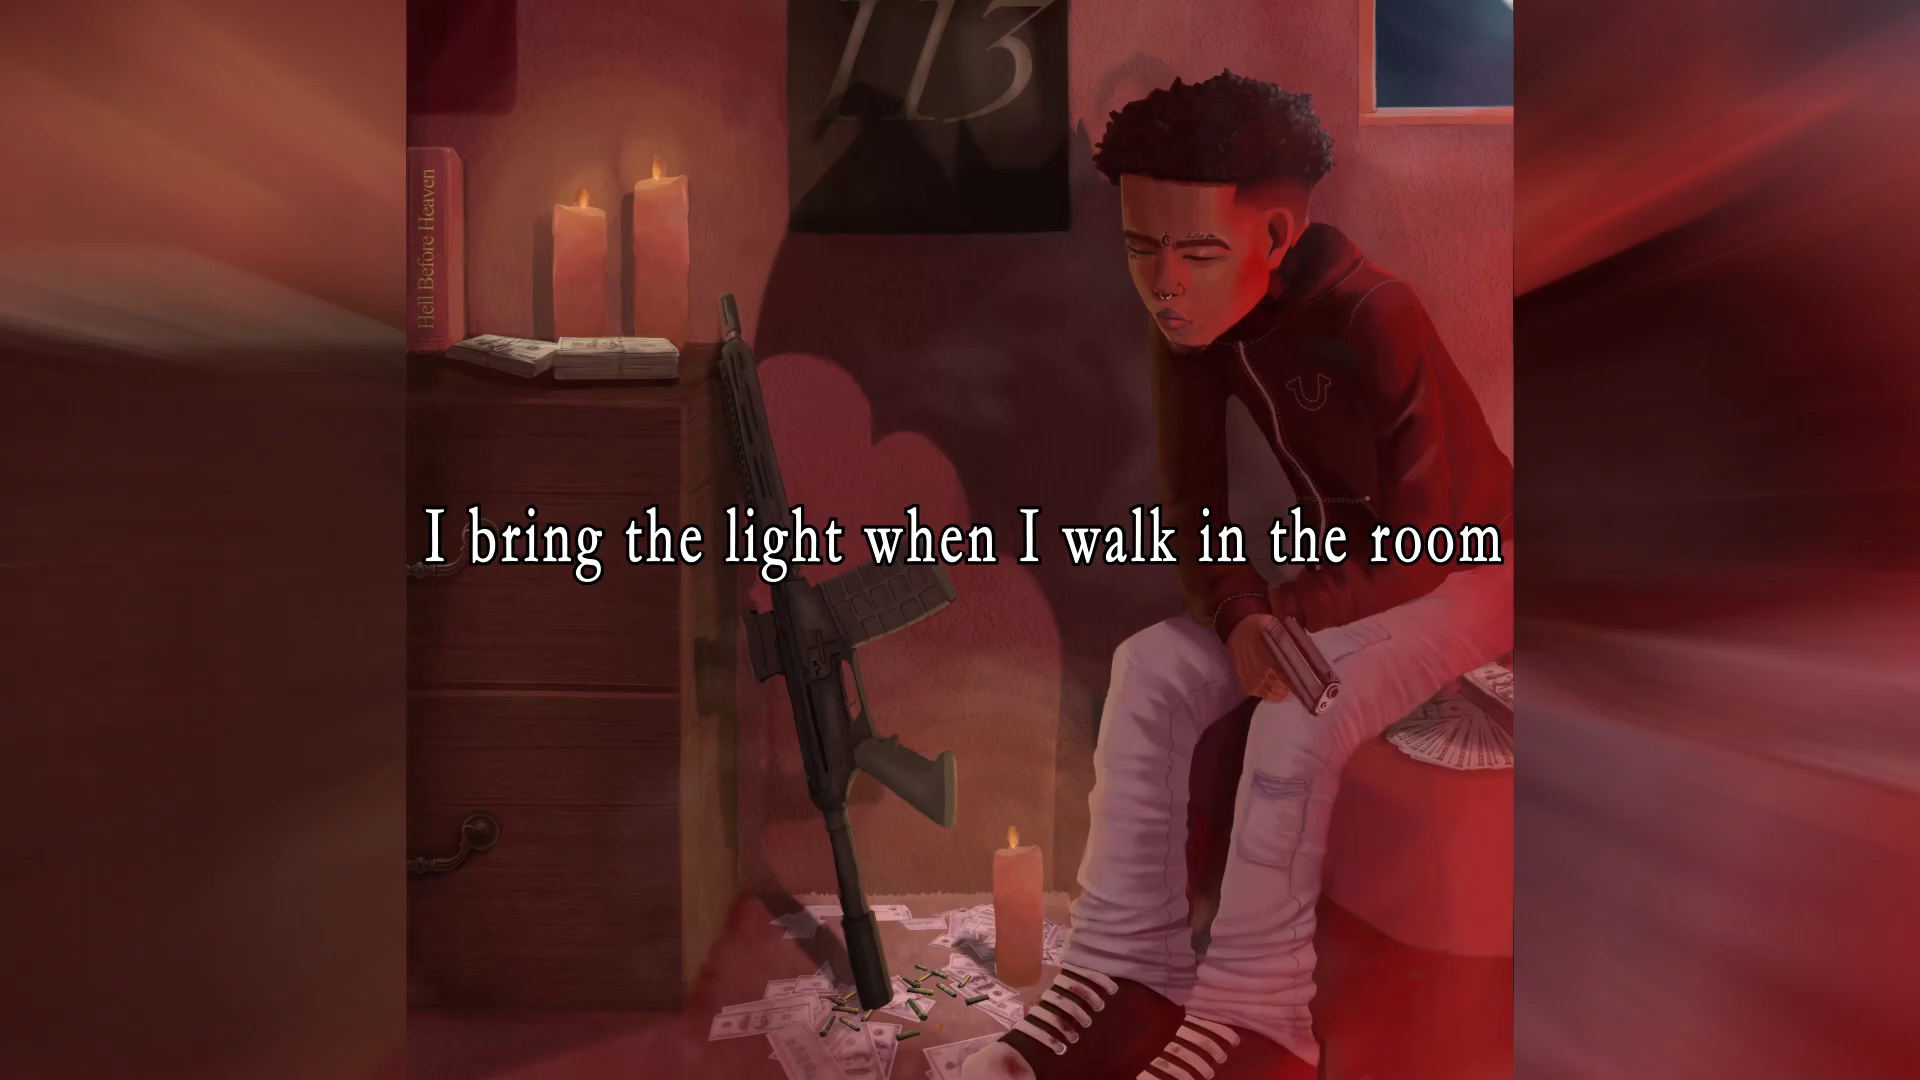 113
Hell Before Heaven
I bring the light when I walk in the room